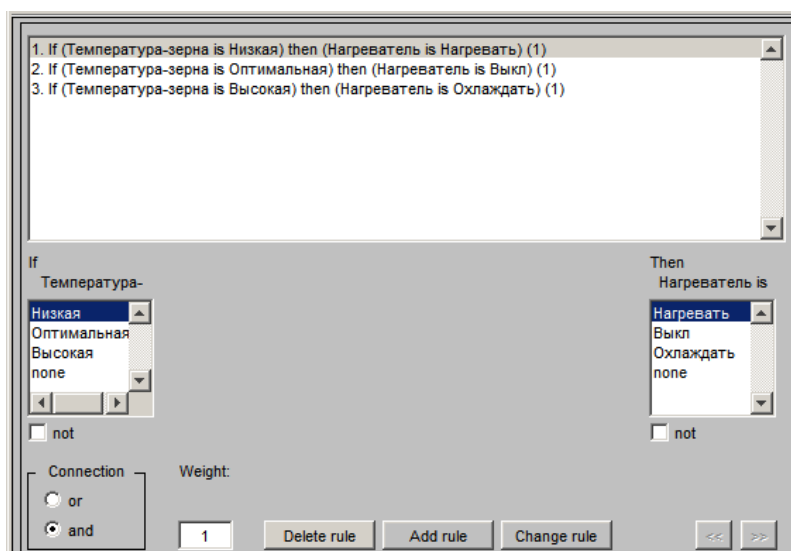 1. If (Температура-зерна is Низкая) then (Нагреватель is Нагревать) (1)
2. If (Температура-зерна is Оптимальная) then (Нагреватель is Выкл) (1)
3. If (Температура-зерна is Высокая) then (Нагреватель is Охлаждать) (1)
If
Then
Температура-
Нагреватель is
Низкая
Оптимальная
Высокая
none
Нагревать
Выкл
Охлаждать
none
not
not
Connection
or
and
Weight:
1
Delete rule
Add rule
Change rule
<<
>>